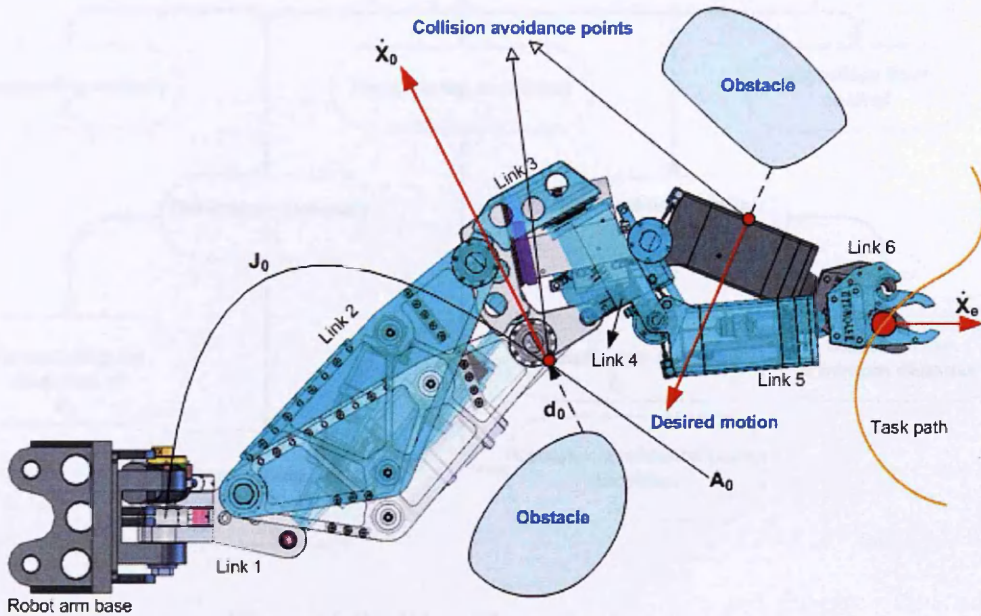 Collision avoidance points
Ẋ₀
Obstacle
Link 3
Link 6
J₀
Ẋₑ
Link 2
Link 4
Link 5
d₀
Desired motion
Task path
A₀
Obstacle
Link 1
Robot arm base